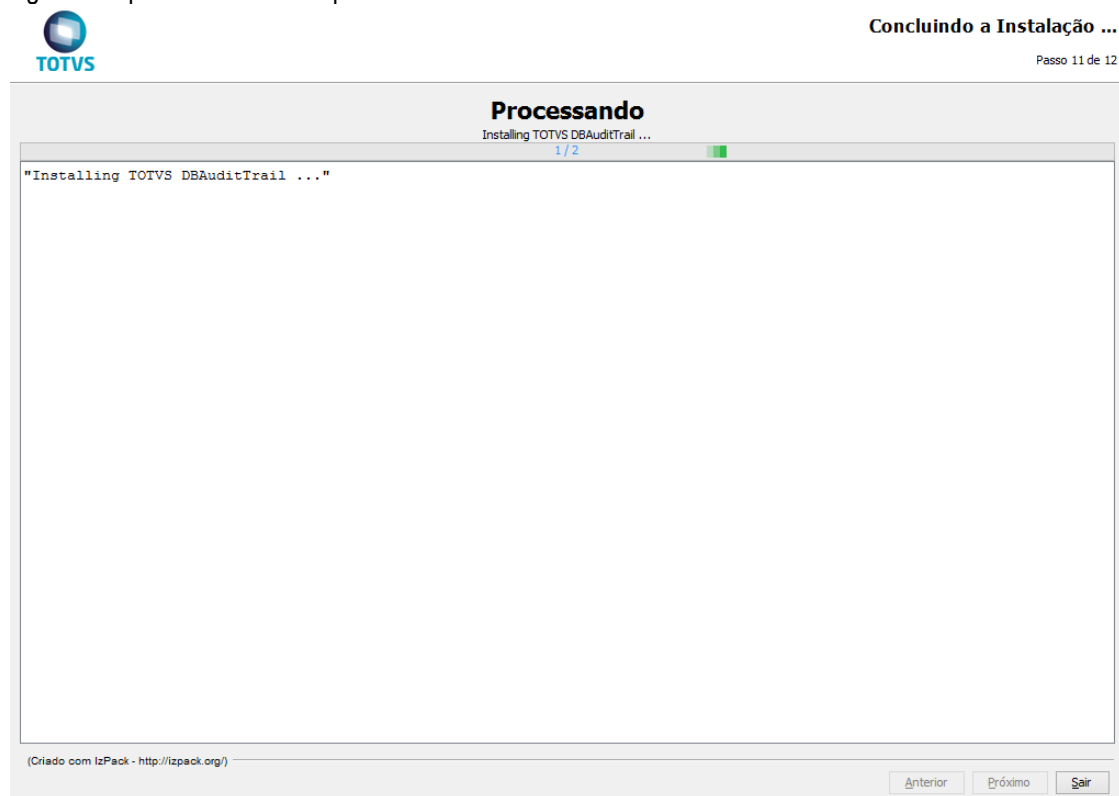 TOTVS
Concluindo a Instalação ...
Passo 11 de 12
Processando
Installing TOTVS DBAuditTrail ...
1 / 2
"Installing TOTVS DBAuditTrail ..."
(Criado com IzPack - http://izpack.org/)
Anterior
Próximo
Sair